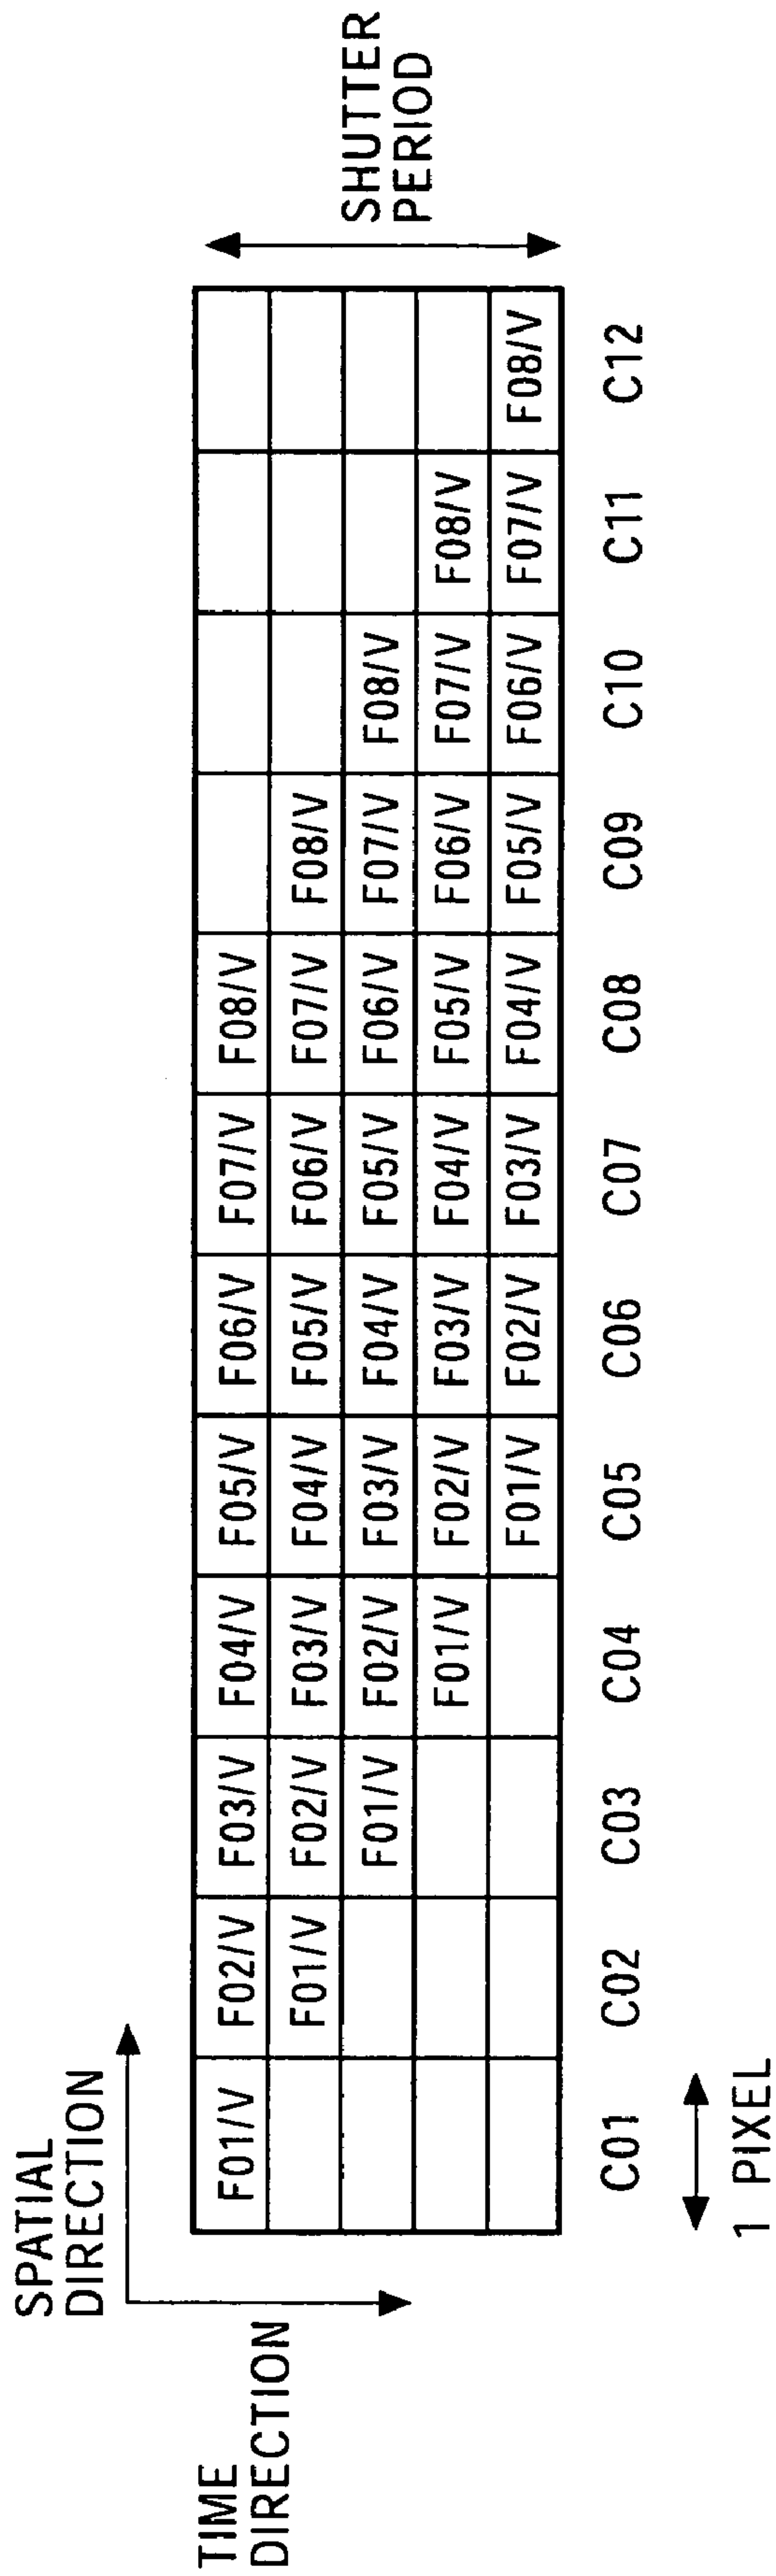 SPATIAL
DIRECTION
TIME
DIRECTION
F01/V F02/V F03/V F04/V F05/V F06/V F07/V F08/V
F01/V F02/V F03/V F04/V F05/V F06/V F07/V F08/V
F01/V F02/V F03/V F04/V F05/V F06/V F07/V F08/V
F01/V F02/V F03/V F04/V F05/V F06/V F07/V F08/V
F01/V F02/V F03/V F04/V F05/V F06/V F07/V F08/V
SHUTTER
PERIOD
C01 C02 C03 C04 C05 C06 C07 C08 C09 C10 C11 C12
1 PIXEL